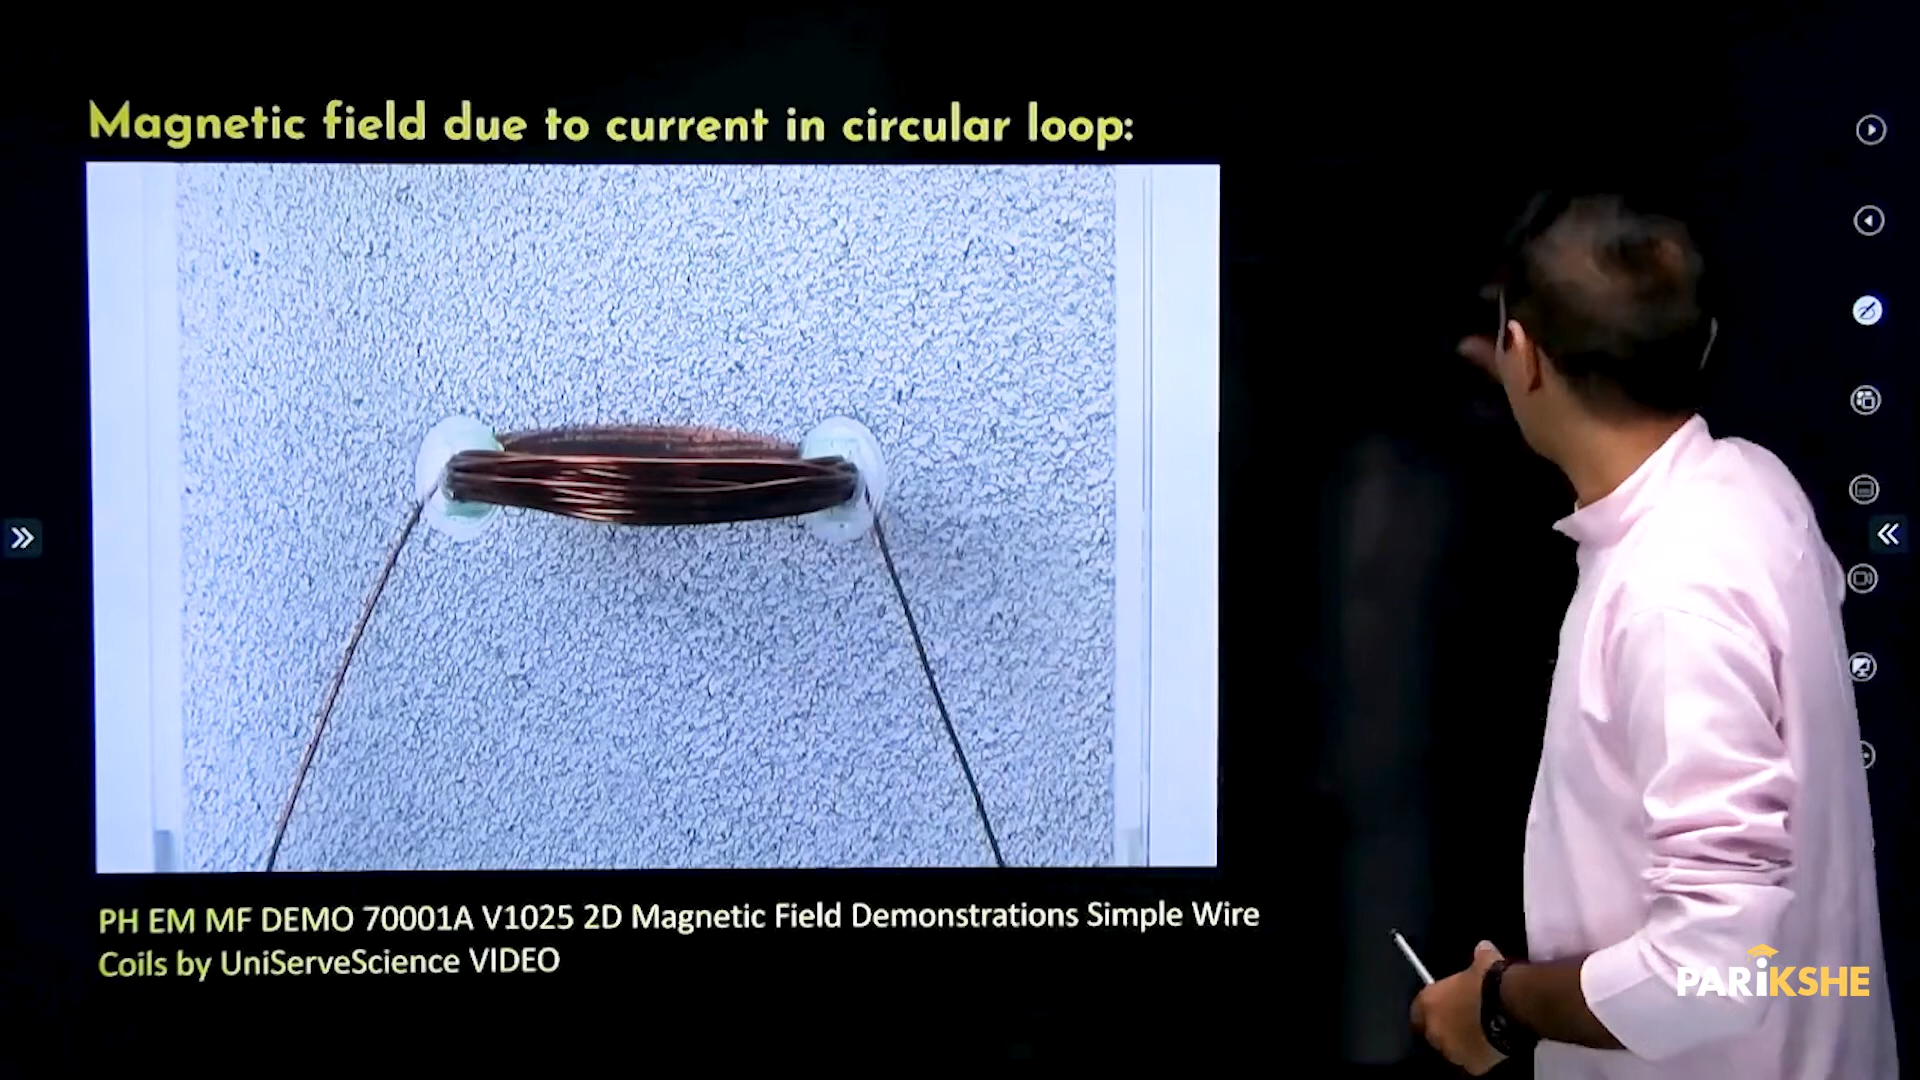 Magnetic field due to current in circular loop:
PH EM MF DEMO 70001A V1025 2D Magnetic Field Demonstrations Simple Wire
Coils by UniServeScience VIDEO
PARiKSHE